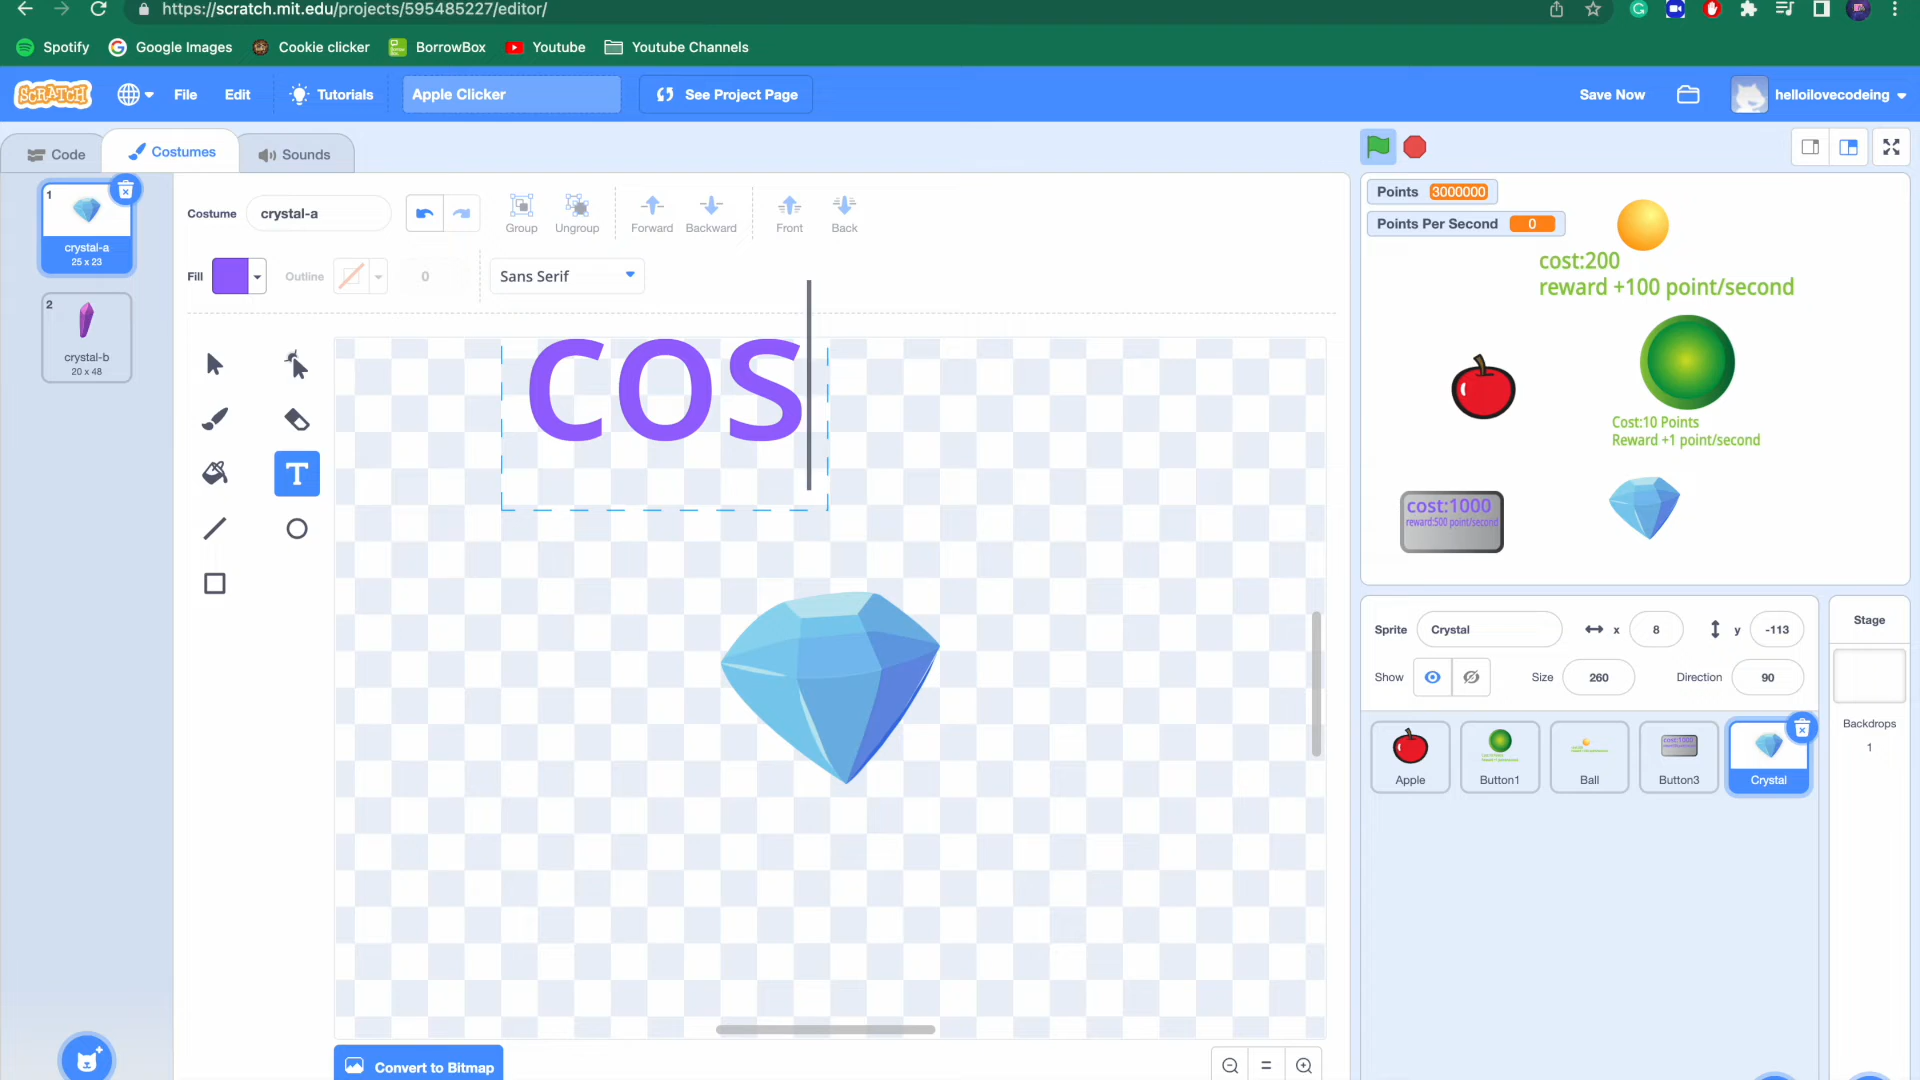 https://scratch.mit.edu/projects/595485227/editor/
Spotify Google Images Cookie clicker BorrowBox Youtube Youtube Channels
SCRATCH File Edit Tutorials Apple Clicker See Project Page Save Now helloilovecodeing
Code Costumes Sounds
1
crystal-a
25 x 23
2
crystal-b
20 x 48
Costume crystal-a Group Ungroup Forward Backward Front Back
Fill Outline 0 Sans Serif
T
cos
Convert to Bitmap
Points 3000000
Points Per Second 0
cost:200
reward +100 point/second
Cost:10 Points
Reward +1 point/second
cost:1000
reward:500 point/second
Sprite Crystal x 8 y -113
Show Size 260 Direction 90
Apple Button1 Ball Button3 Crystal
Stage
Backdrops
1